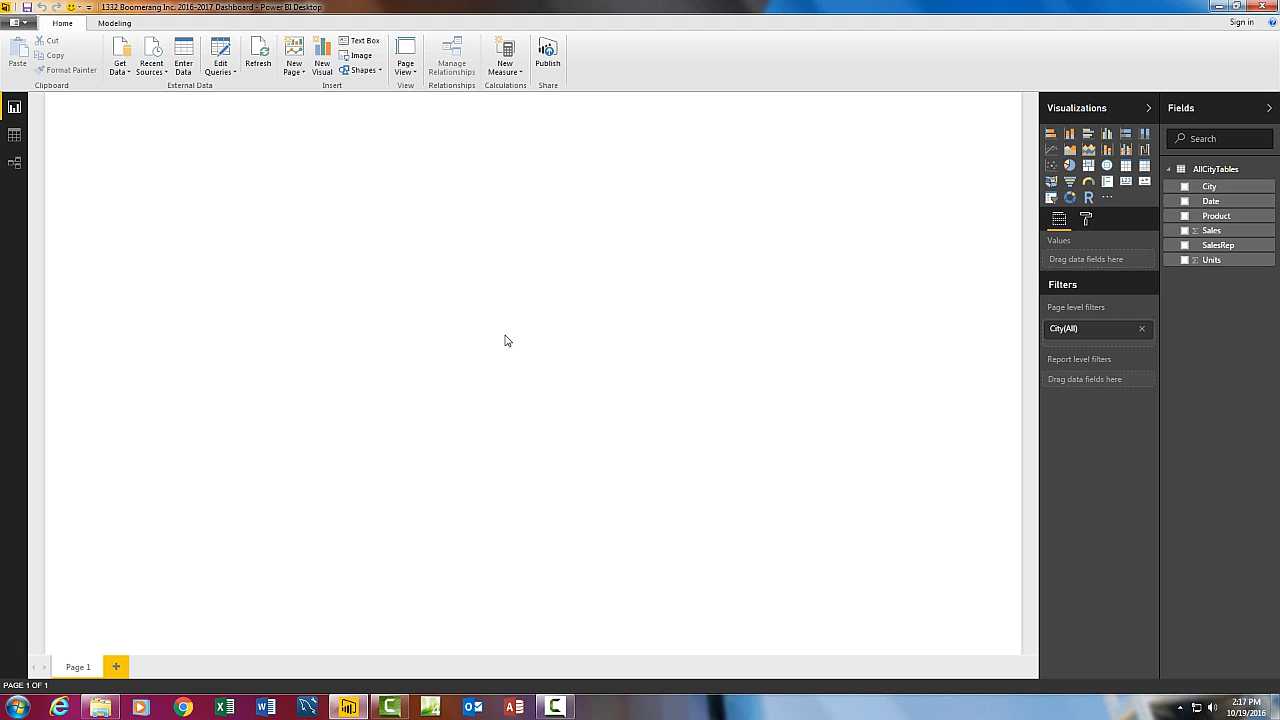 1332 Boomerang Inc. 2016-2017 Dashboard - Power BI Desktop
Home Modeling
Sign in
Paste
Cut
Copy
Format Painter
Get Data
Recent Sources
Enter Data
Edit Queries
Refresh
New Page
New Visual
Text Box
Image
Shapes
Page View
Manage Relationships
New Measure
Publish
Clipboard External Data Insert View Relationships Calculations Share
Visualizations
R
Values
Drag data fields here
Filters
Page level filters
City(All)
Report level filters
Drag data fields here
Fields
Search
AllCityTables
City
Date
Product
Σ Sales
SalesRep
Σ Units
Page 1
PAGE 1 OF 1
2:17 PM
10/19/2016